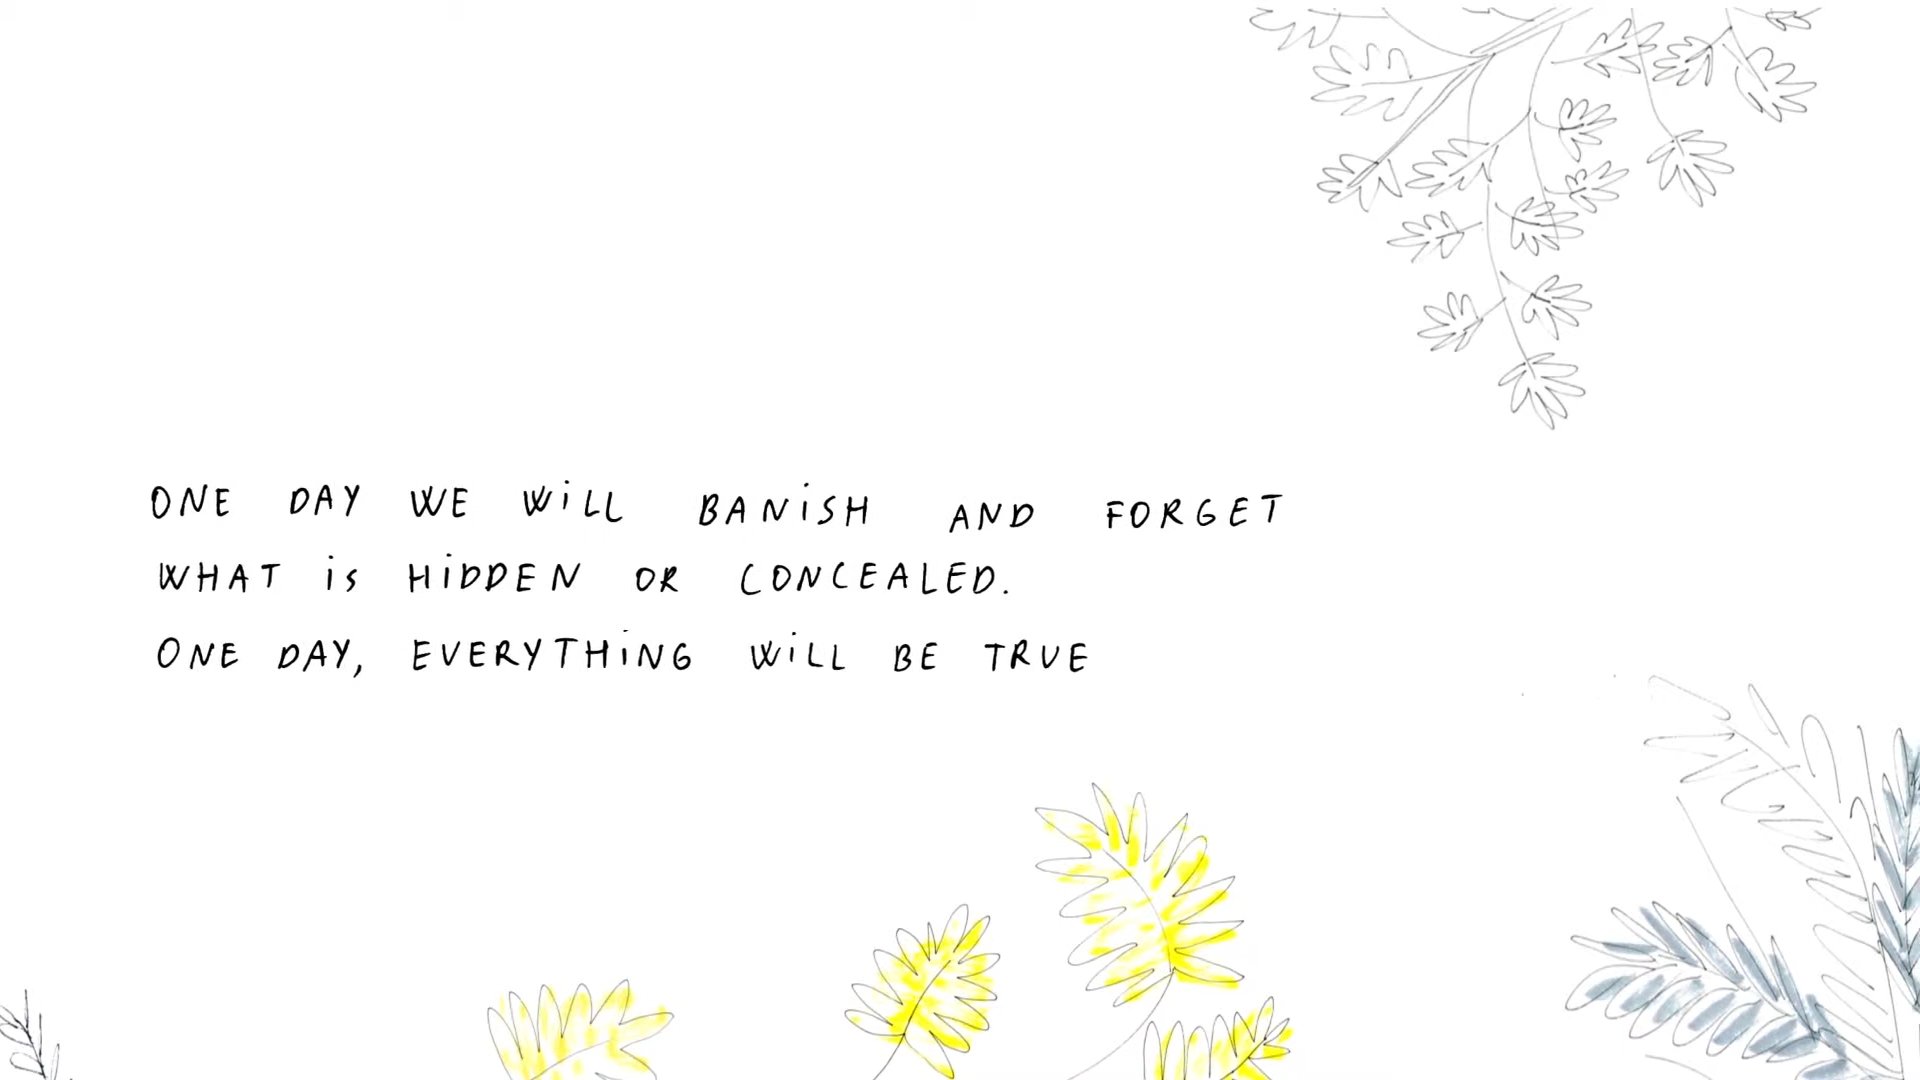 ONE DAY WE WiLL BANiSH AND FORGET
WHAT is HiDDEN OR CONCEALED.
ONE DAY, EVERYTHiNG WiLL BE TRUE